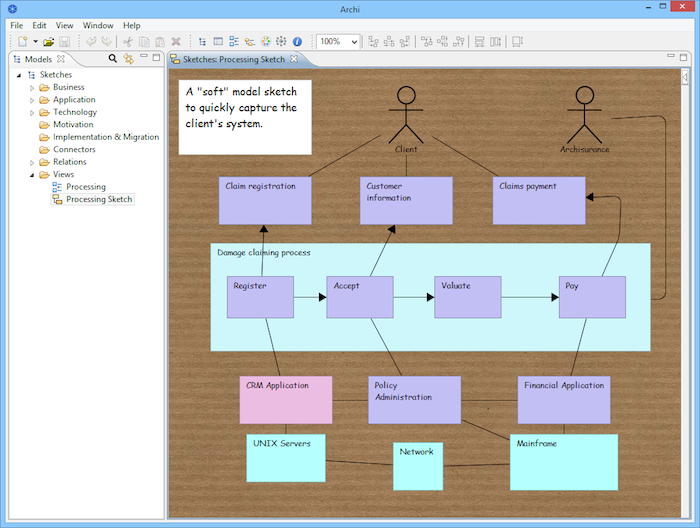 Archi
File Edit View Window Help
100%
Models
Sketches: Processing Sketch
Sketches
Business
Application
Technology
Motivation
Implementation & Migration
Connectors
Relations
Views
Processing
Processing Sketch
A "soft" model sketch
to quickly capture the
client's system.
Client
Archisurance
Claim registration
Customer
information
Claims payment
Damage claiming process
Register
Accept
Valuate
Pay
CRM Application
Policy
Administration
Financial Application
UNIX Servers
Network
Mainframe